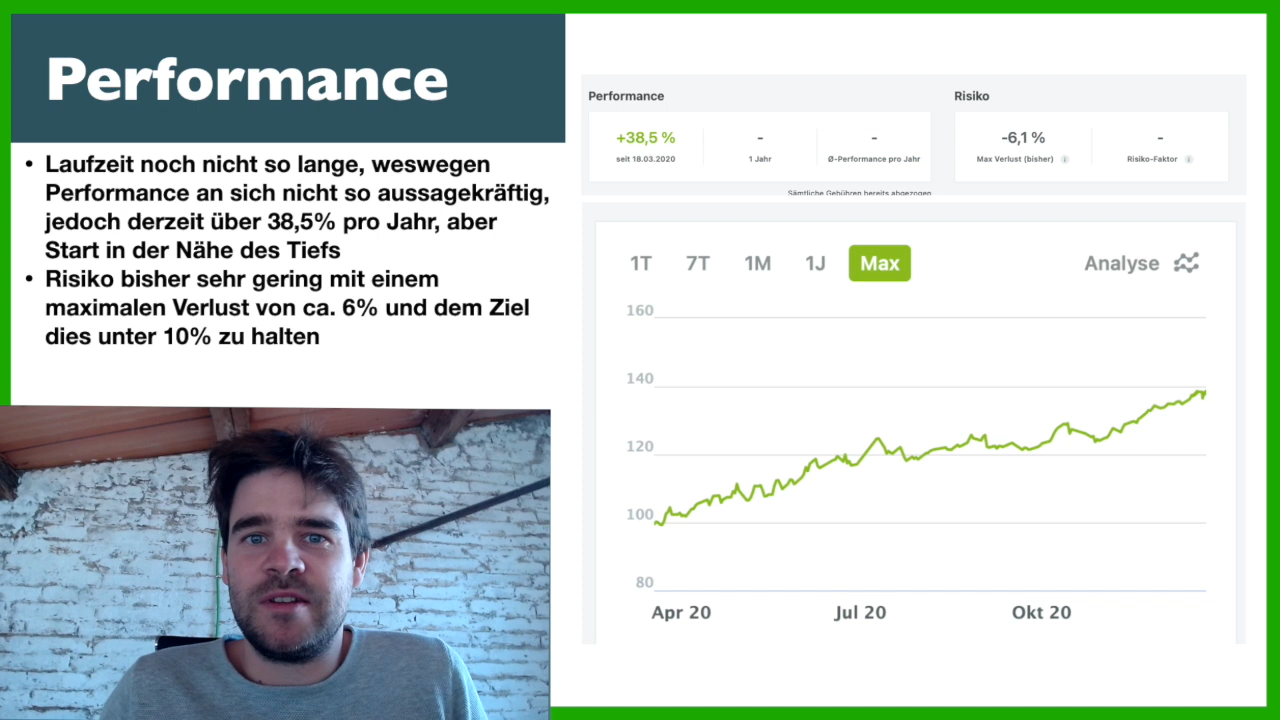 Performance
• Laufzeit noch nicht so lange, weswegen
Performance an sich nicht so aussagekräftig,
jedoch derzeit über 38,5% pro Jahr, aber
Start in der Nähe des Tiefs
• Risiko bisher sehr gering mit einem
maximalen Verlust von ca. 6% und dem Ziel
dies unter 10% zu halten
Performance
+38,5 % - -
seit 18.03.2020 1 Jahr Ø-Performance pro Jahr
Risiko
-6,1 % -
Max Verlust (bisher) i Risiko-Faktor i
Sämtliche Gebühren bereits abgezogen
1T 7T 1M 1J Max Analyse
160
140
120
100
80
Apr 20 Jul 20 Okt 20